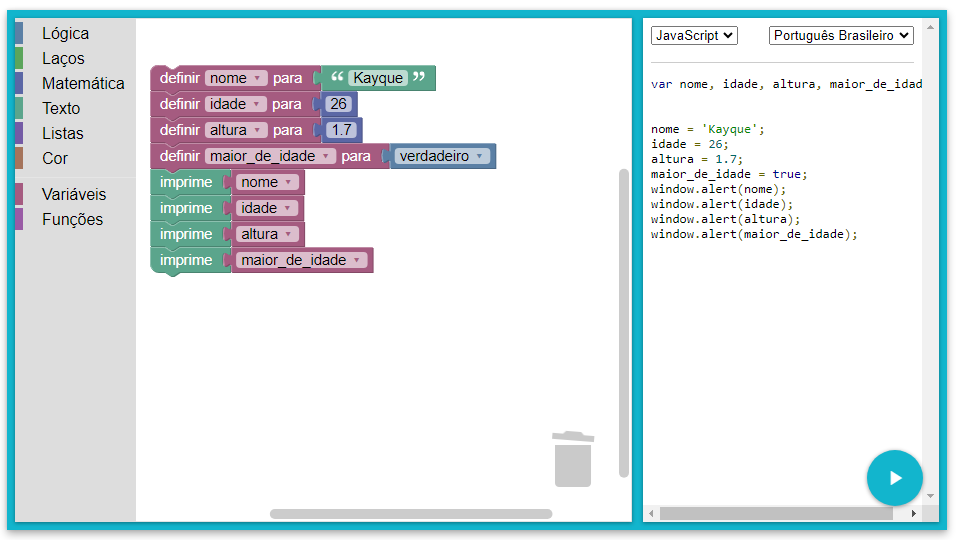 Lógica
Laços
Matemática
Texto
Listas
Cor
Variáveis
Funções
definir nome para “ Kayque ”
definir idade para 26
definir altura para 1.7
definir maior_de_idade para verdadeiro
imprime nome
imprime idade
imprime altura
imprime maior_de_idade
JavaScript Português Brasileiro
var nome, idade, altura, maior_de_idad
nome = 'Kayque';
idade = 26;
altura = 1.7;
maior_de_idade = true;
window.alert(nome);
window.alert(idade);
window.alert(altura);
window.alert(maior_de_idade);